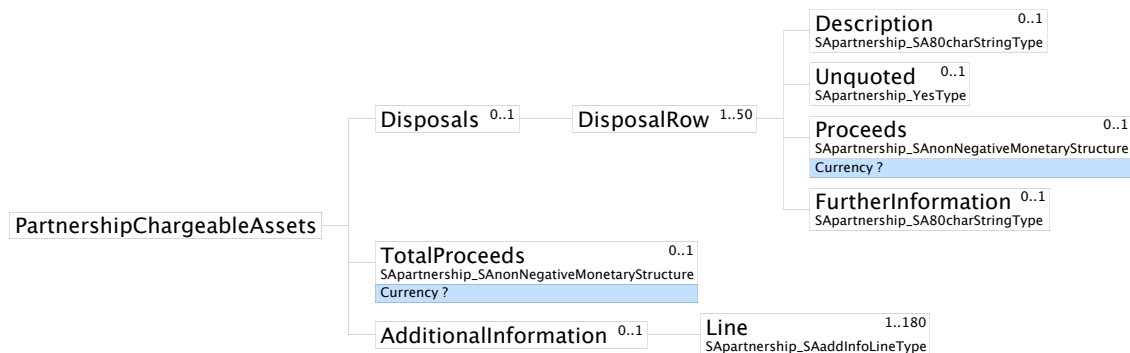 Description 0..1
SApartnership_SA80charStringType
Unquoted 0..1
SApartnership_YesType
Disposals 0..1
DisposalRow 1..50
Proceeds 0..1
SApartnership_SAnonNegativeMonetaryStructure
Currency ?
FurtherInformation 0..1
SApartnership_SA80charStringType
PartnershipChargeableAssets
TotalProceeds 0..1
SApartnership_SAnonNegativeMonetaryStructure
Currency ?
AdditionalInformation 0..1
Line 1..180
SApartnership_SAaddInfoLineType